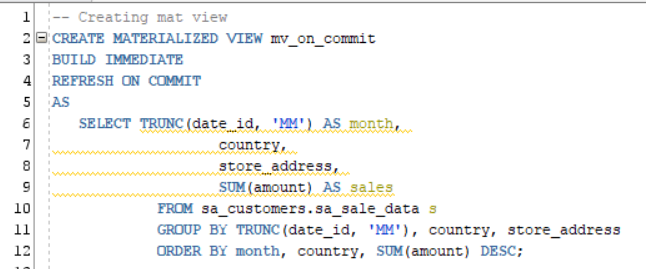 1 -- Creating mat view
2 CREATE MATERIALIZED VIEW mv_on_commit
3 BUILD IMMEDIATE
4 REFRESH ON COMMIT
5 AS
6 SELECT TRUNC(date_id, 'MM') AS month,
7 country,
8 store_address,
9 SUM(amount) AS sales
10 FROM sa_customers.sa_sale_data s
11 GROUP BY TRUNC(date_id, 'MM'), country, store_address
12 ORDER BY month, country, SUM(amount) DESC;